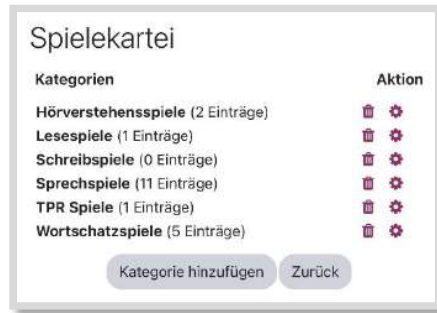 Spielekartei
Kategorien Aktion
Hörverstehensspiele (2 Einträge)
Lesespiele (1 Einträge)
Schreibspiele (0 Einträge)
Sprechspiele (11 Einträge)
TPR Spiele (1 Einträge)
Wortschatzspiele (5 Einträge)
Kategorie hinzufügen Zurück